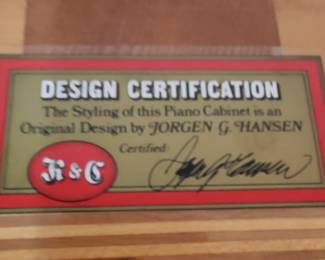 DESIGN CERTIFICATION
The Styling of this Piano Cabinet is an
Original Design by JORGEN G. HANSEN
Certified:
K & C